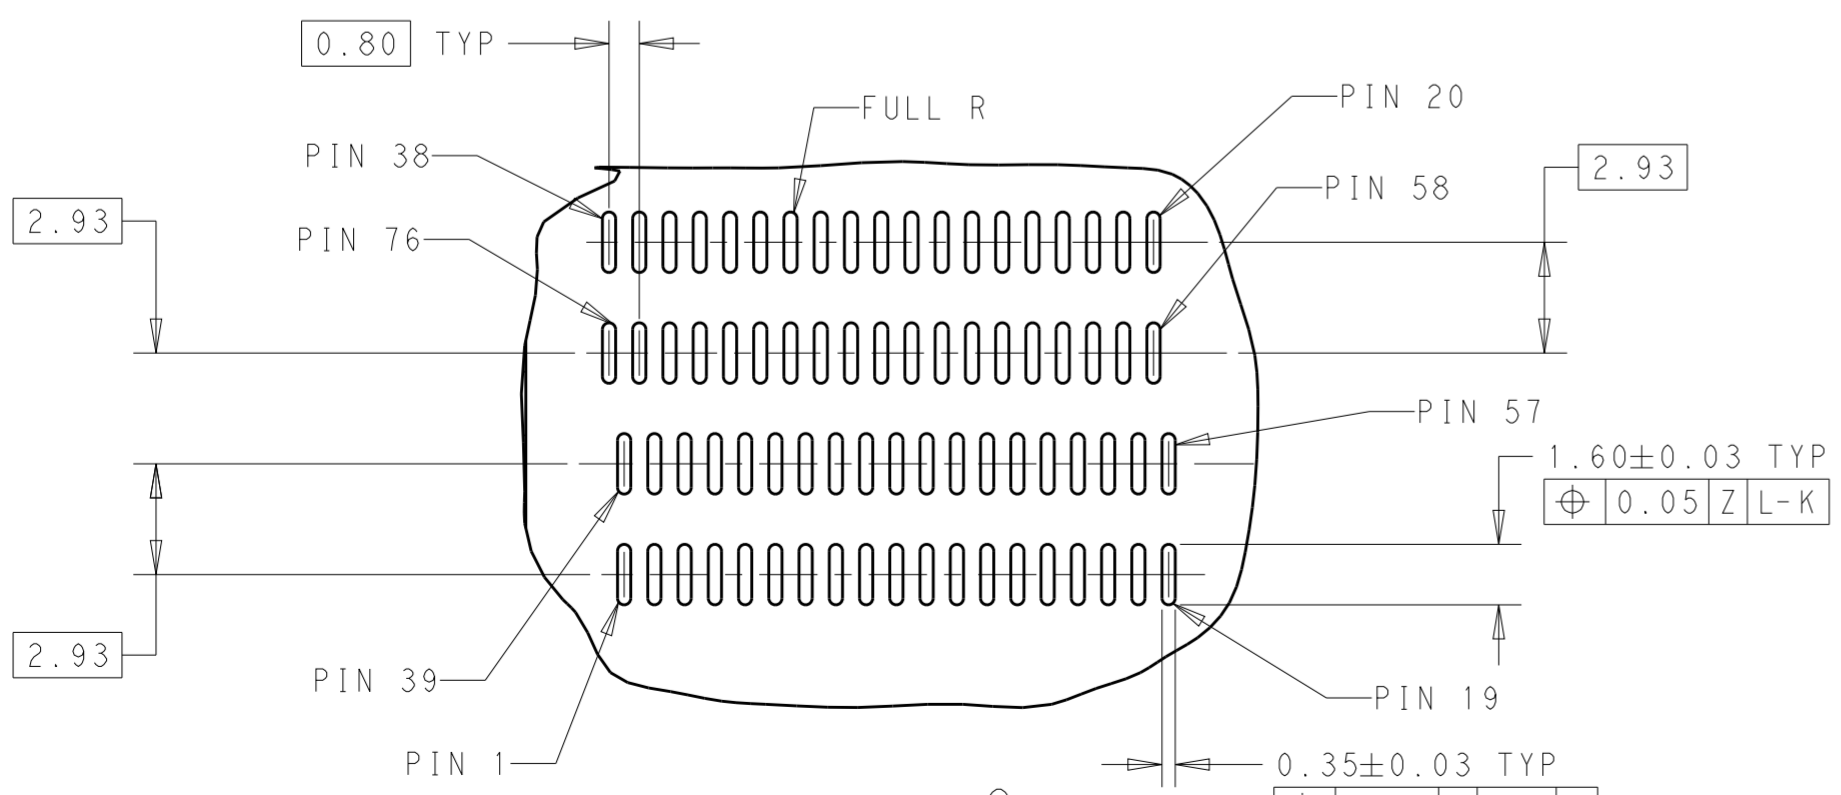 0.80 TYP
FULL R
PIN 20
PIN 38
2.93
PIN 58
2.93
PIN 76
PIN 57
1.60±0.03 TYP
⌖ 0.05 Z L-K
2.93
PIN 39
PIN 19
PIN 1
0.35±0.03 TYP